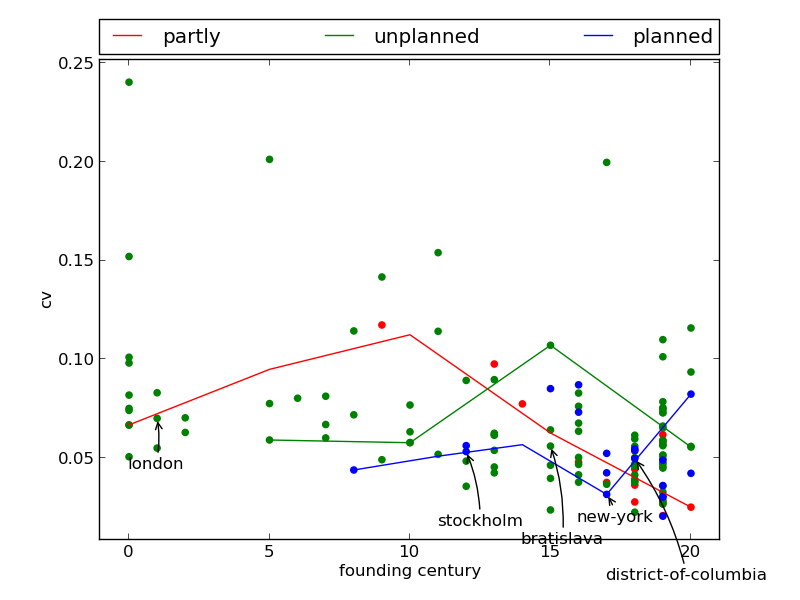 partly unplanned planned
0.25
0.20
0.15
0.10
0.05
cv
london
stockholm
new-york
bratislava
0 5 10 15 20
founding century
district-of-columbia